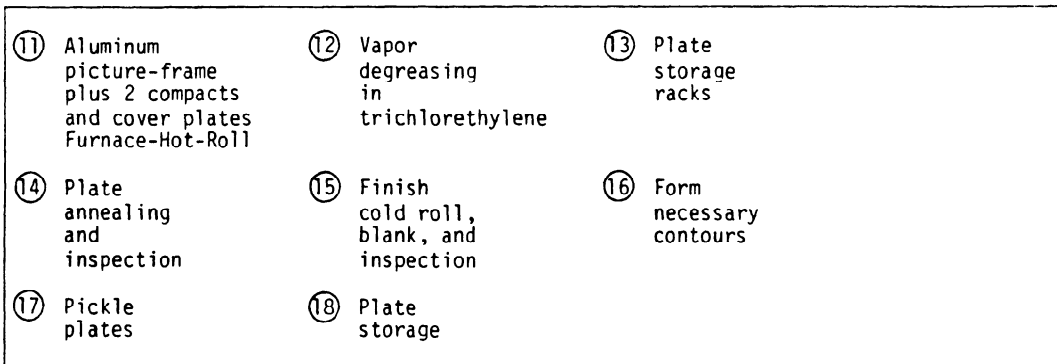 ⑪ Aluminum
picture-frame
plus 2 compacts
and cover plates
Furnace-Hot-Roll
⑫ Vapor
degreasing
in
trichlorethylene
⑬ Plate
storage
racks
⑭ Plate
annealing
and
inspection
⑮ Finish
cold roll,
blank, and
inspection
⑯ Form
necessary
contours
⑰ Pickle
plates
⑱ Plate
storage